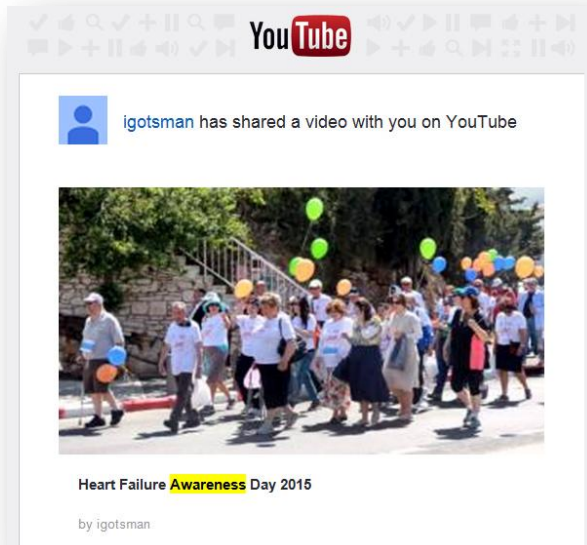 YouTube
igotsman has shared a video with you on YouTube
Heart Failure Awareness Day 2015
by igotsman